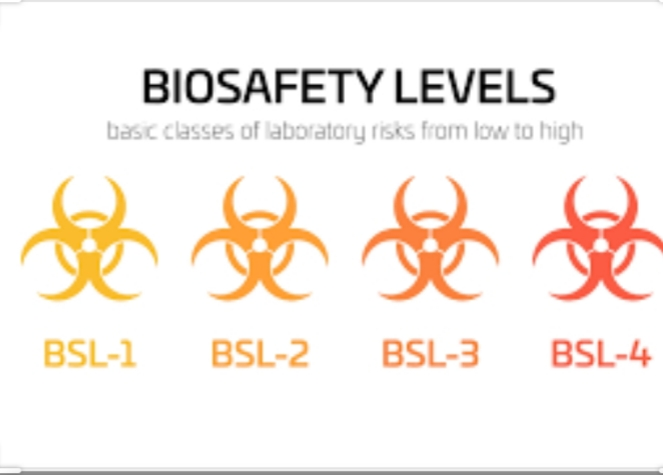 BIOSAFETY LEVELS
basic classes of laboratory risks from low to high
BSL-1 BSL-2 BSL-3 BSL-4